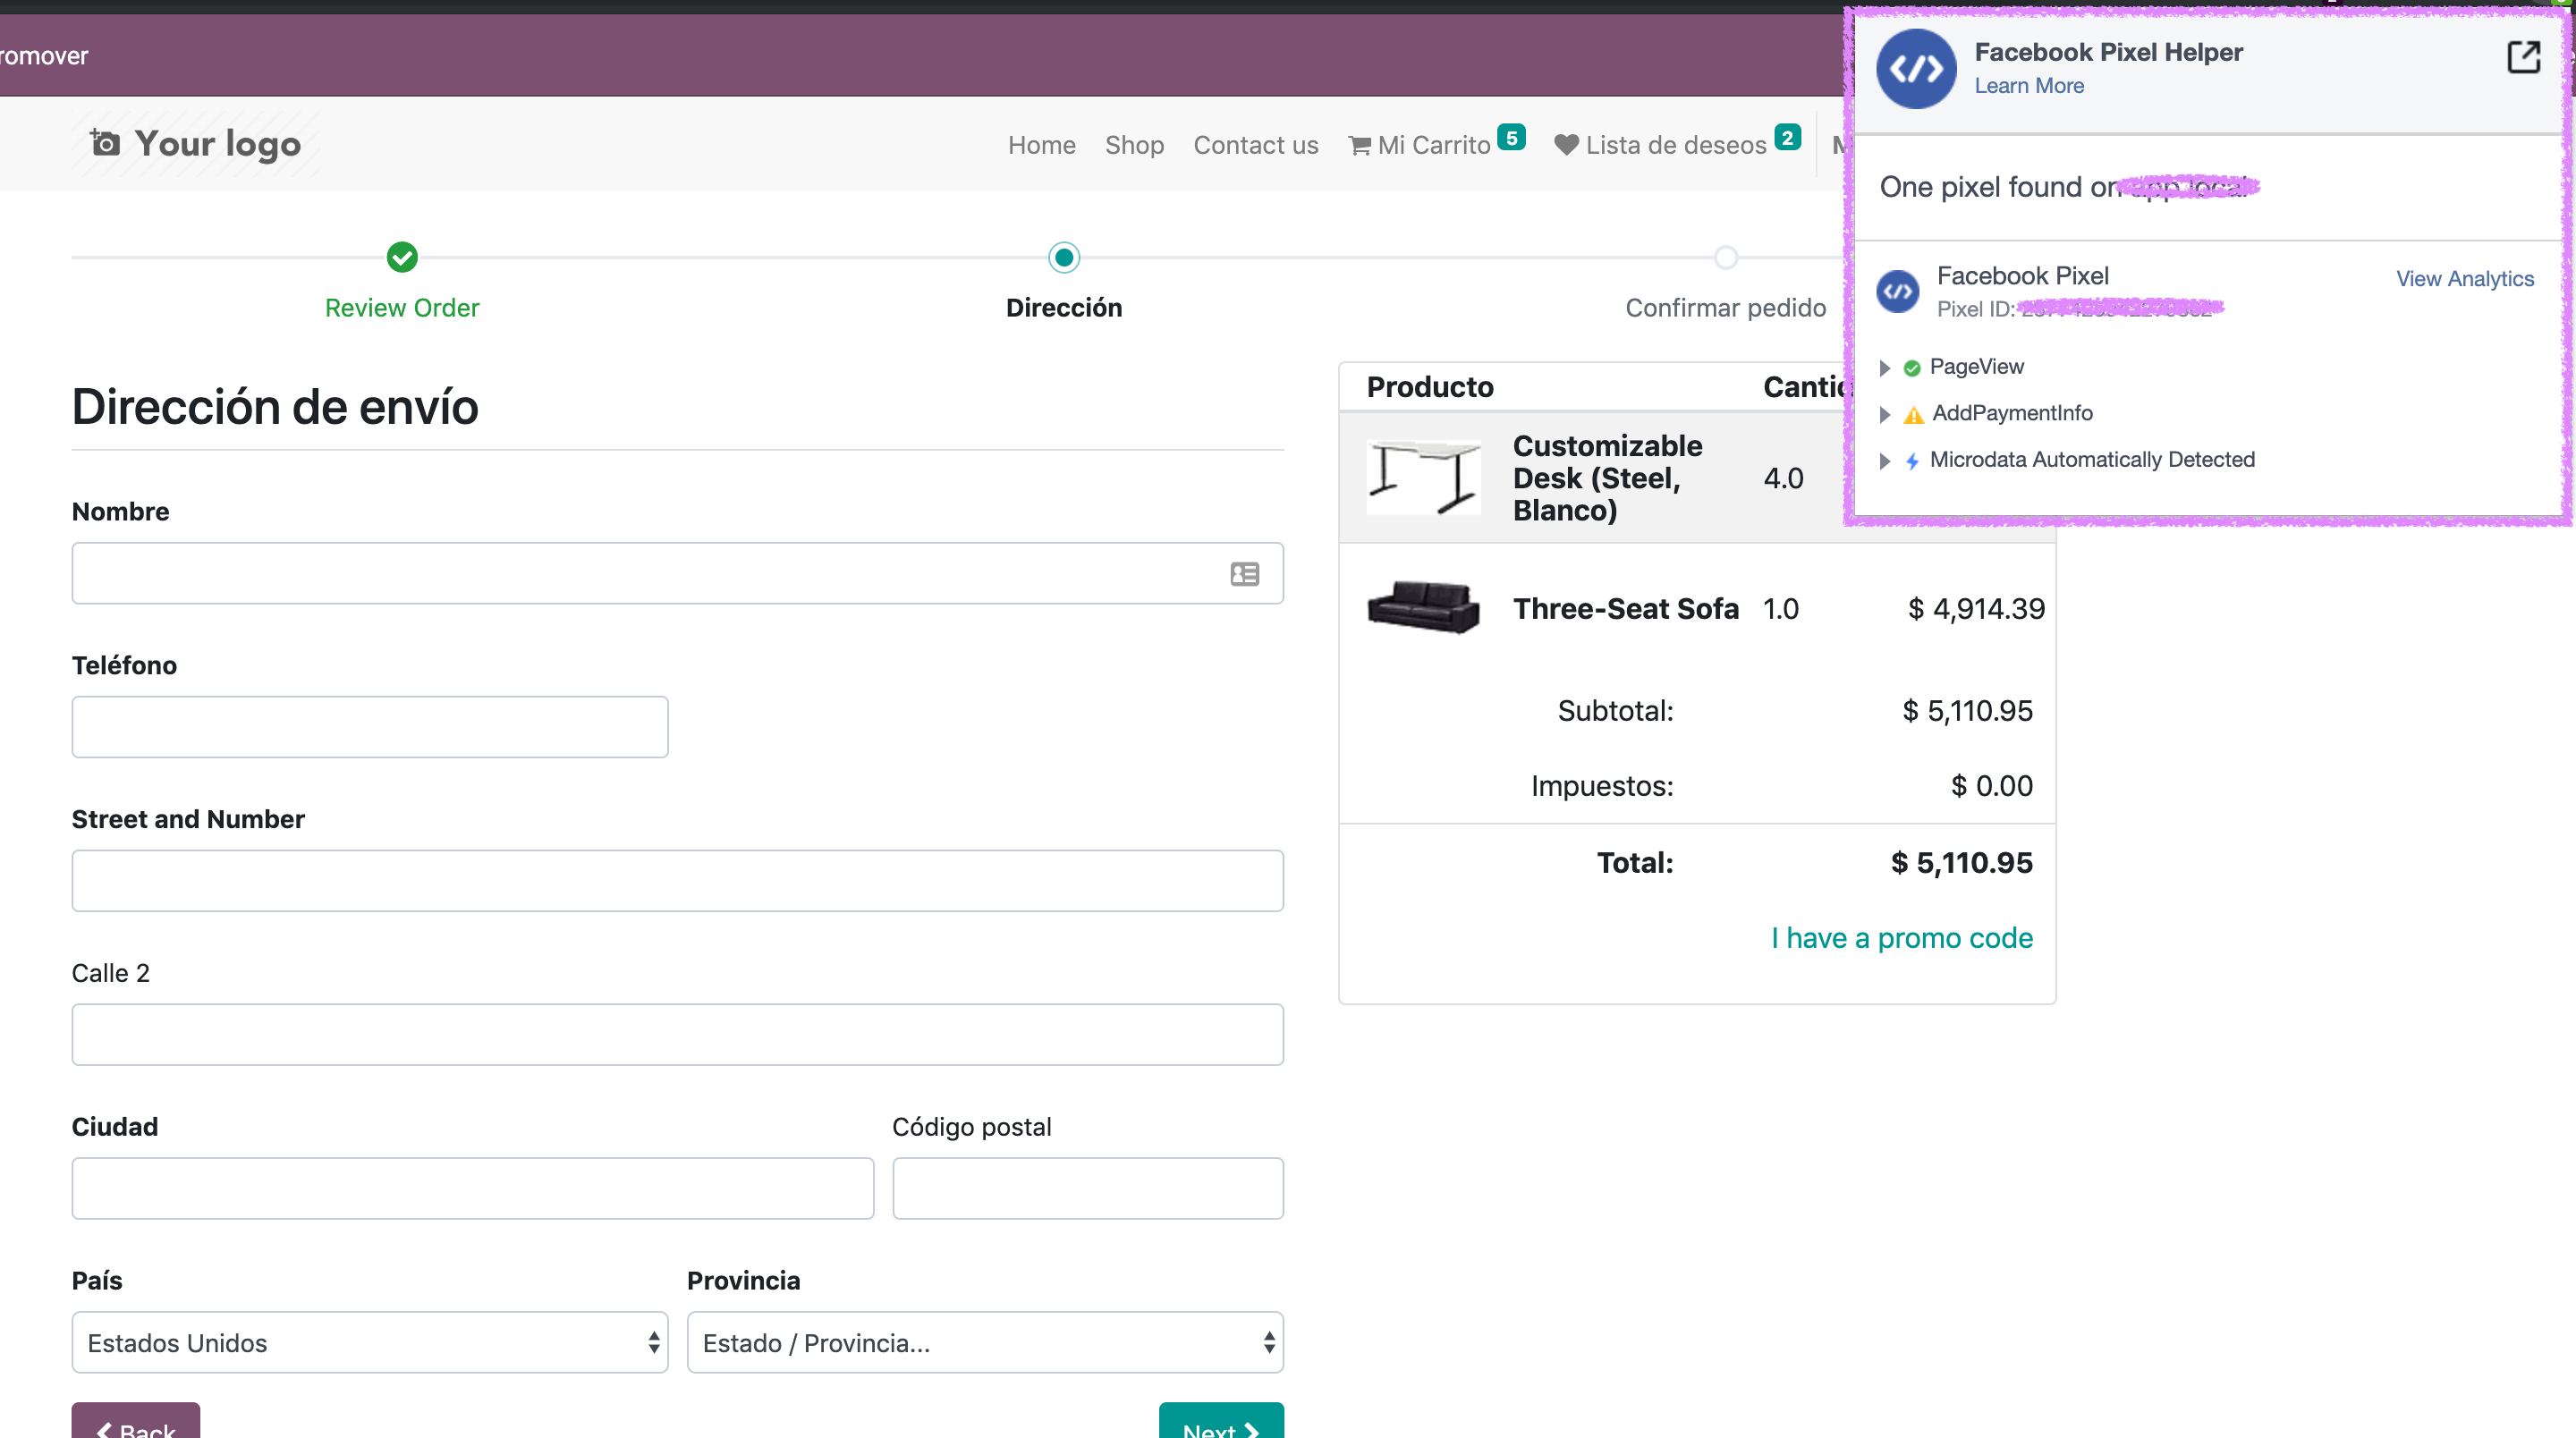 romover
Your logo
Home Shop Contact us Mi Carrito 5 Lista de deseos 2
Facebook Pixel Helper
Learn More
One pixel found on
Facebook Pixel
View Analytics
Pixel ID:
PageView
AddPaymentInfo
Microdata Automatically Detected
Review Order
Dirección
Confirmar pedido
Dirección de envío
Nombre
Teléfono
Street and Number
Calle 2
Ciudad
Código postal
País
Provincia
Estados Unidos
Estado / Provincia...
Back
Next
Producto
Customizable
Desk (Steel,
Blanco)
4.0
Three-Seat Sofa 1.0 $ 4,914.39
Subtotal: $ 5,110.95
Impuestos: $ 0.00
Total: $ 5,110.95
I have a promo code